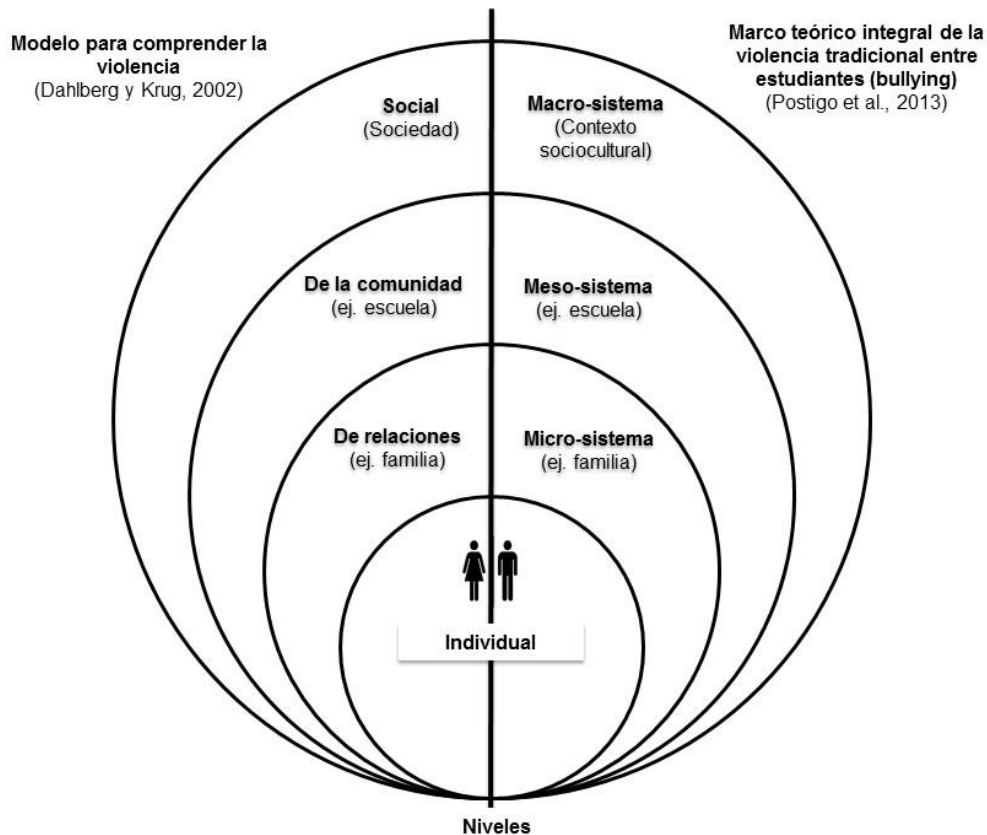 Modelo para comprender la
violencia
(Dahlberg y Krug, 2002)
Marco teórico integral de la
violencia tradicional entre
estudiantes (bullying)
(Postigo et al., 2013)
Social
(Sociedad)
Macro-sistema
(Contexto
sociocultural)
De la comunidad
(ej. escuela)
Meso-sistema
(ej. escuela)
De relaciones
(ej. familia)
Micro-sistema
(ej. familia)
Individual
Niveles